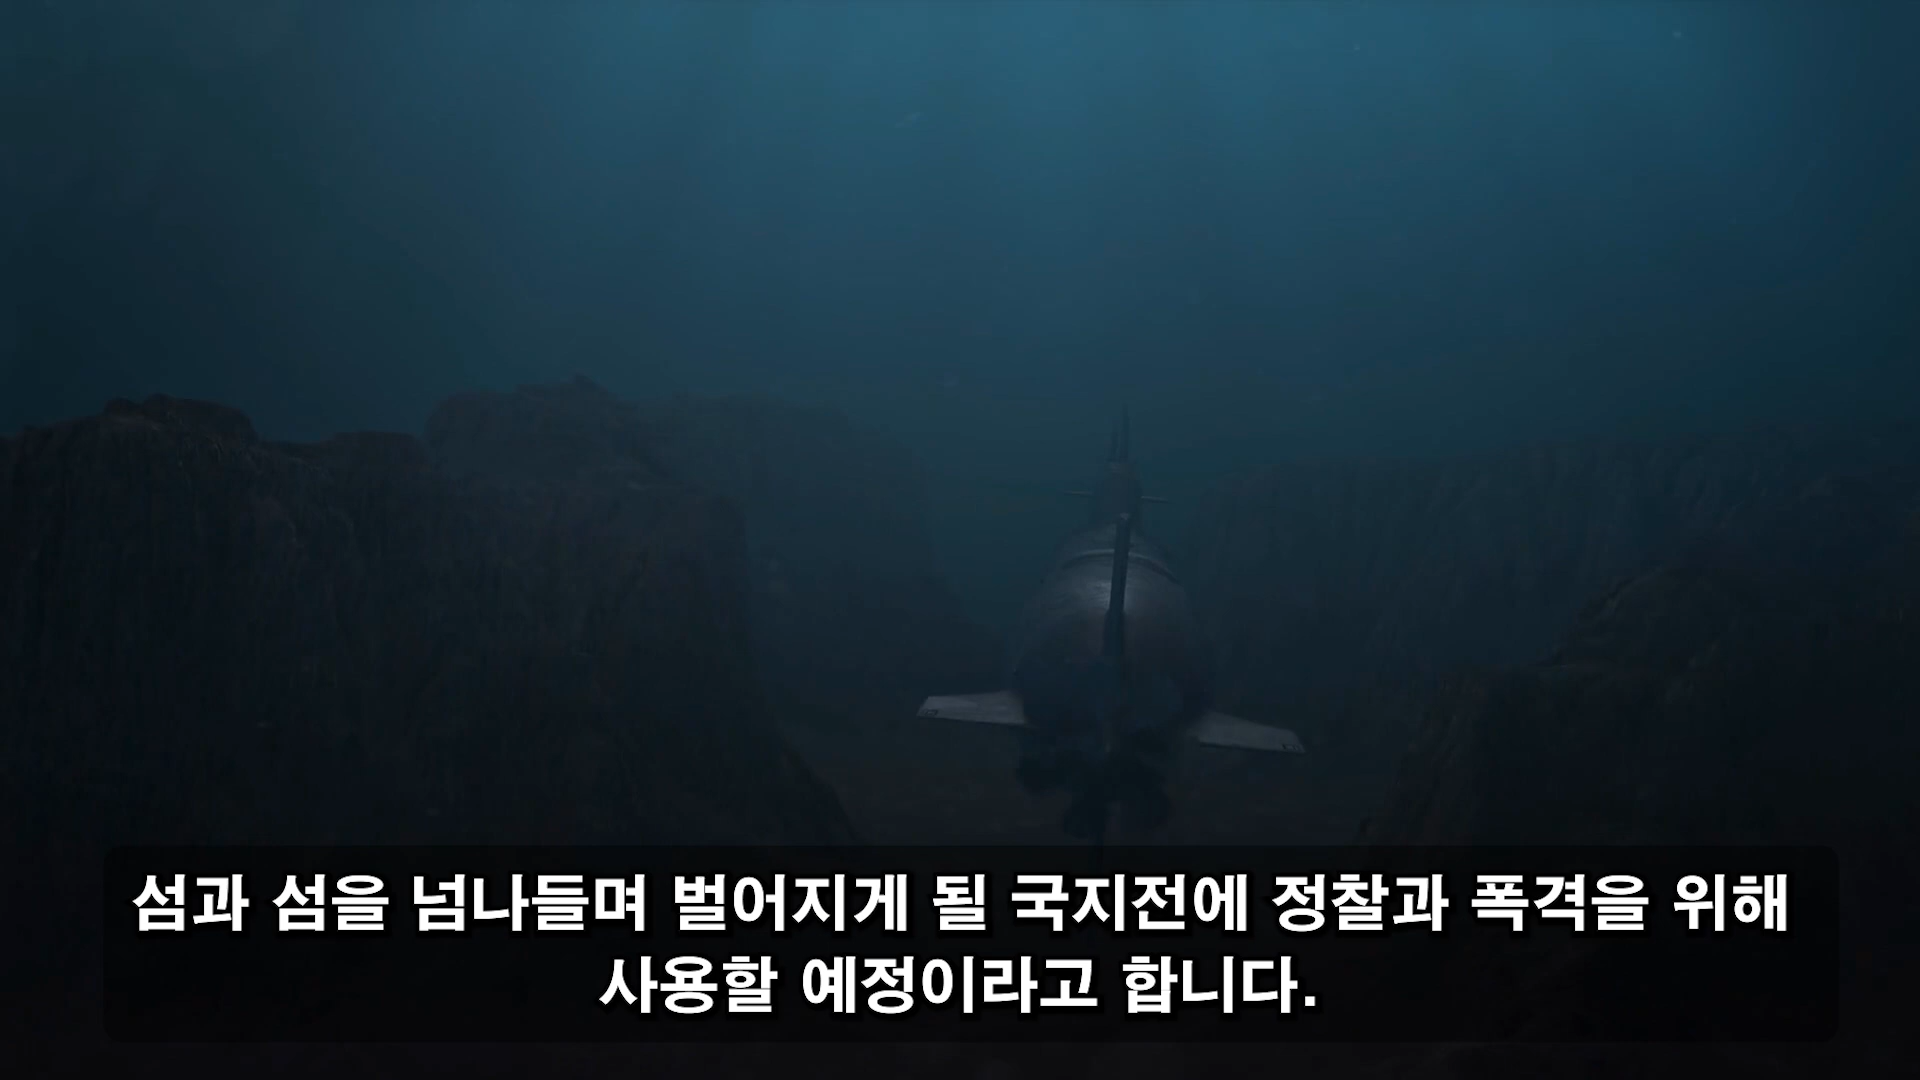 섬과 섬을 넘나들며 벌어지게 될 국지전에 정찰과 폭격을 위해
사용할 예정이라고 합니다.